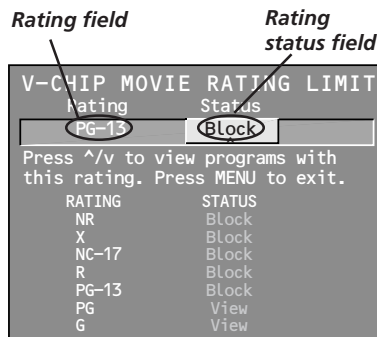 Rating field
Rating
status field
V-CHIP MOVIE RATING LIMIT
Rating Status
PG-13 Block
Press ^/v to view programs with
this rating. Press MENU to exit.
RATING STATUS
NR Block
X Block
NC-17 Block
R Block
PG-13 Block
PG View
G View